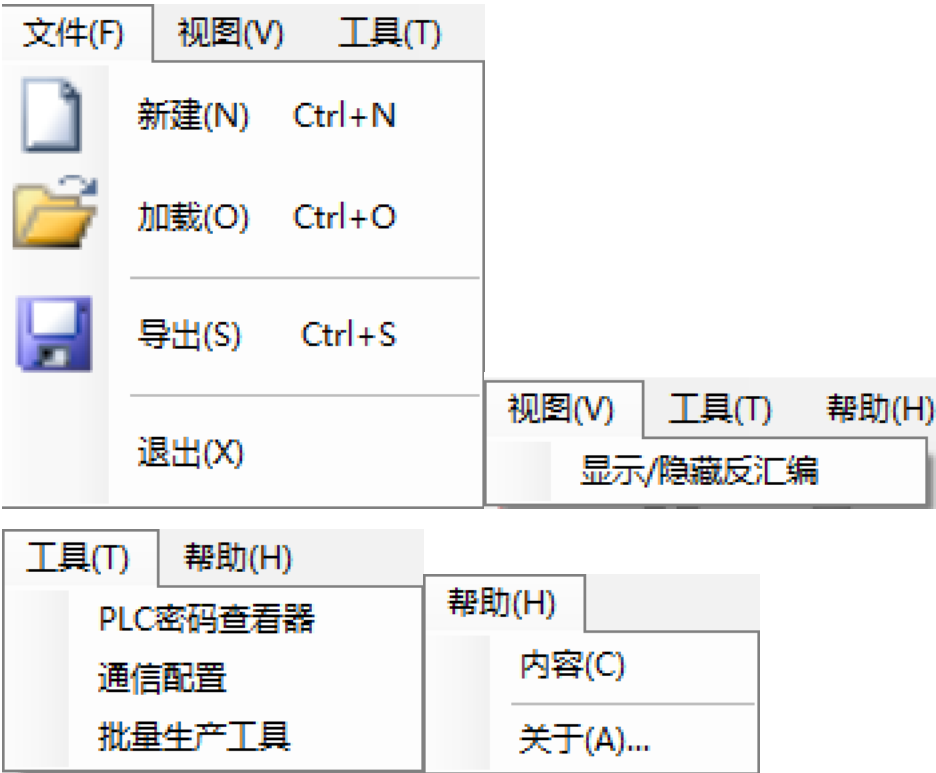 文件(F) 视图(V) 工具(T)
新建(N) Ctrl+N
加载(O) Ctrl+O
导出(S) Ctrl+S
退出(X)
视图(V) 工具(T) 帮助(H)
显示/隐藏反汇编
工具(T) 帮助(H)
PLC密码查看器
通信配置
批量生产工具
帮助(H)
内容(C)
关于(A)...